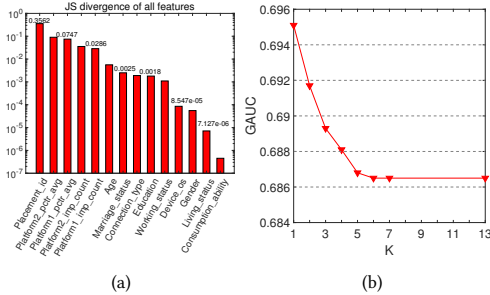 JS divergence of all features
10^0
10^-1
10^-2
10^-3
10^-4
10^-5
10^-6
10^-7
0.3562
0.0747
0.0286
0.0025
0.0018
8.547e-05
7.127e-06
Placement_id
Platform2_pctr_avg
Platform1_pctr_avg
Platform2_imp_count
Platform1_imp_count
Age
Marriage_status
Connection_type
Education
Working_status
Device_os
Gender
Living_status
Consumption_ability
(a)
0.696
0.694
0.692
0.69
0.688
0.686
0.684
GAUC
1 3 5 7 9 11 13
K
(b)